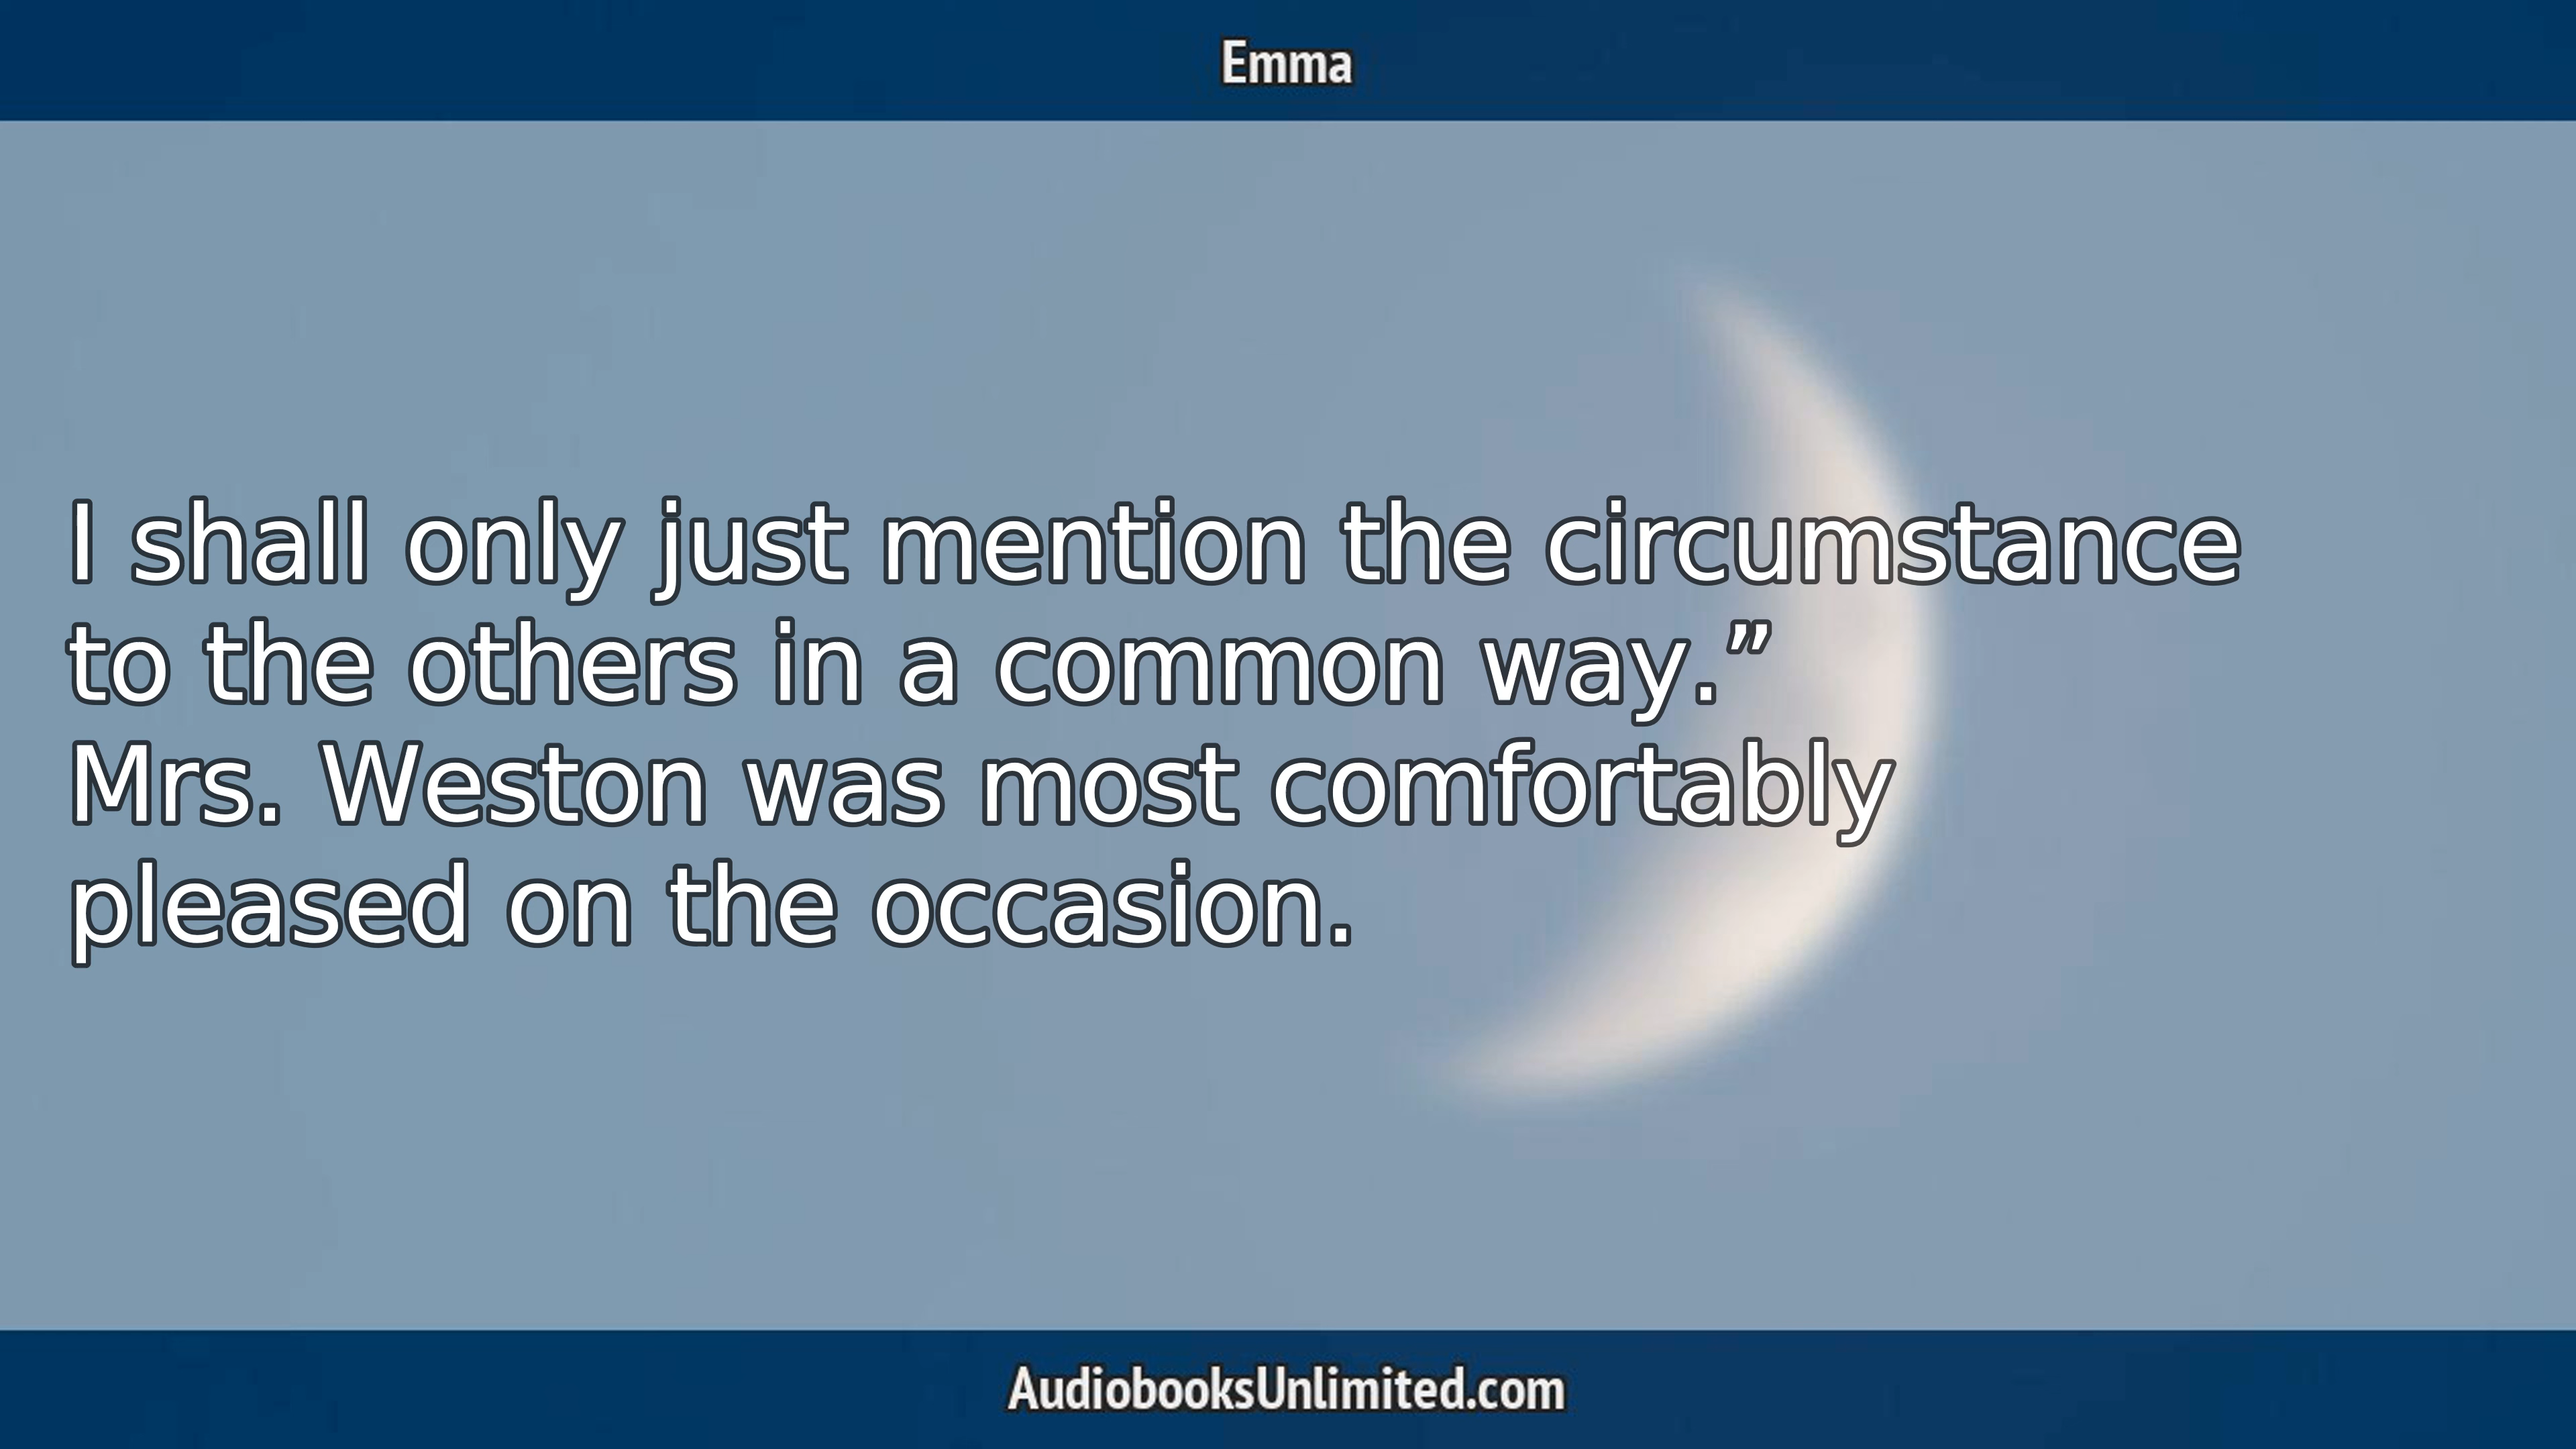 Emma
I shall only just mention the circumstance
to the others in a common way.”
Mrs. Weston was most comfortably
pleased on the occasion.
AudiobooksUnlimited.com